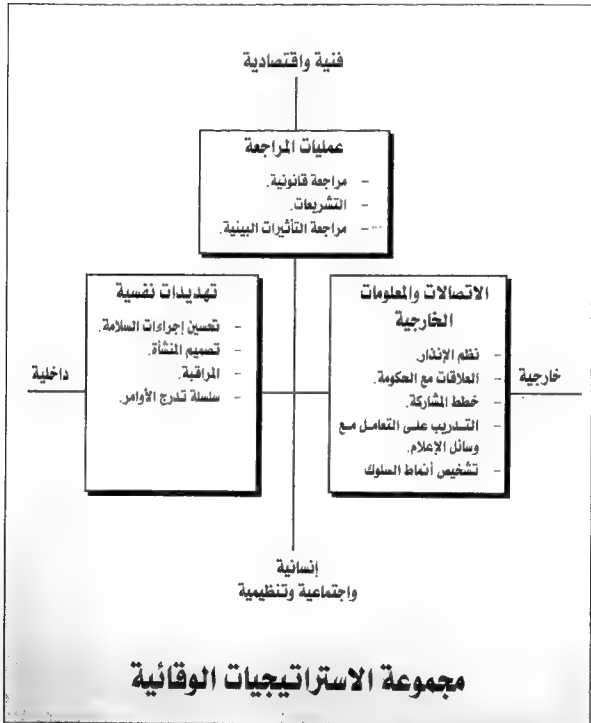 فنية واقتصادية
عمليات المراجعة
- مراجعة قانونية.
- التشريعات.
- مراجعة التأثيرات البيئية.
الاتصالات والمعلومات
الخارجية
- نظم الإنذار.
- العلاقات مع الحكومة.
- خطط المشاركة.
- التدريب على التعامل مع
وسائل الإعلام.
- تشخيص أنماط السلوك
خارجية
تهديدات نفسية
- تحسين إجراءات السلامة.
- تصميم المنشأة.
- المراقبة.
- سلسلة تدرج الأوامر.
داخلية
إنسانية
واجتماعية وتنظيمية
مجموعة الاستراتيجيات الوقائية